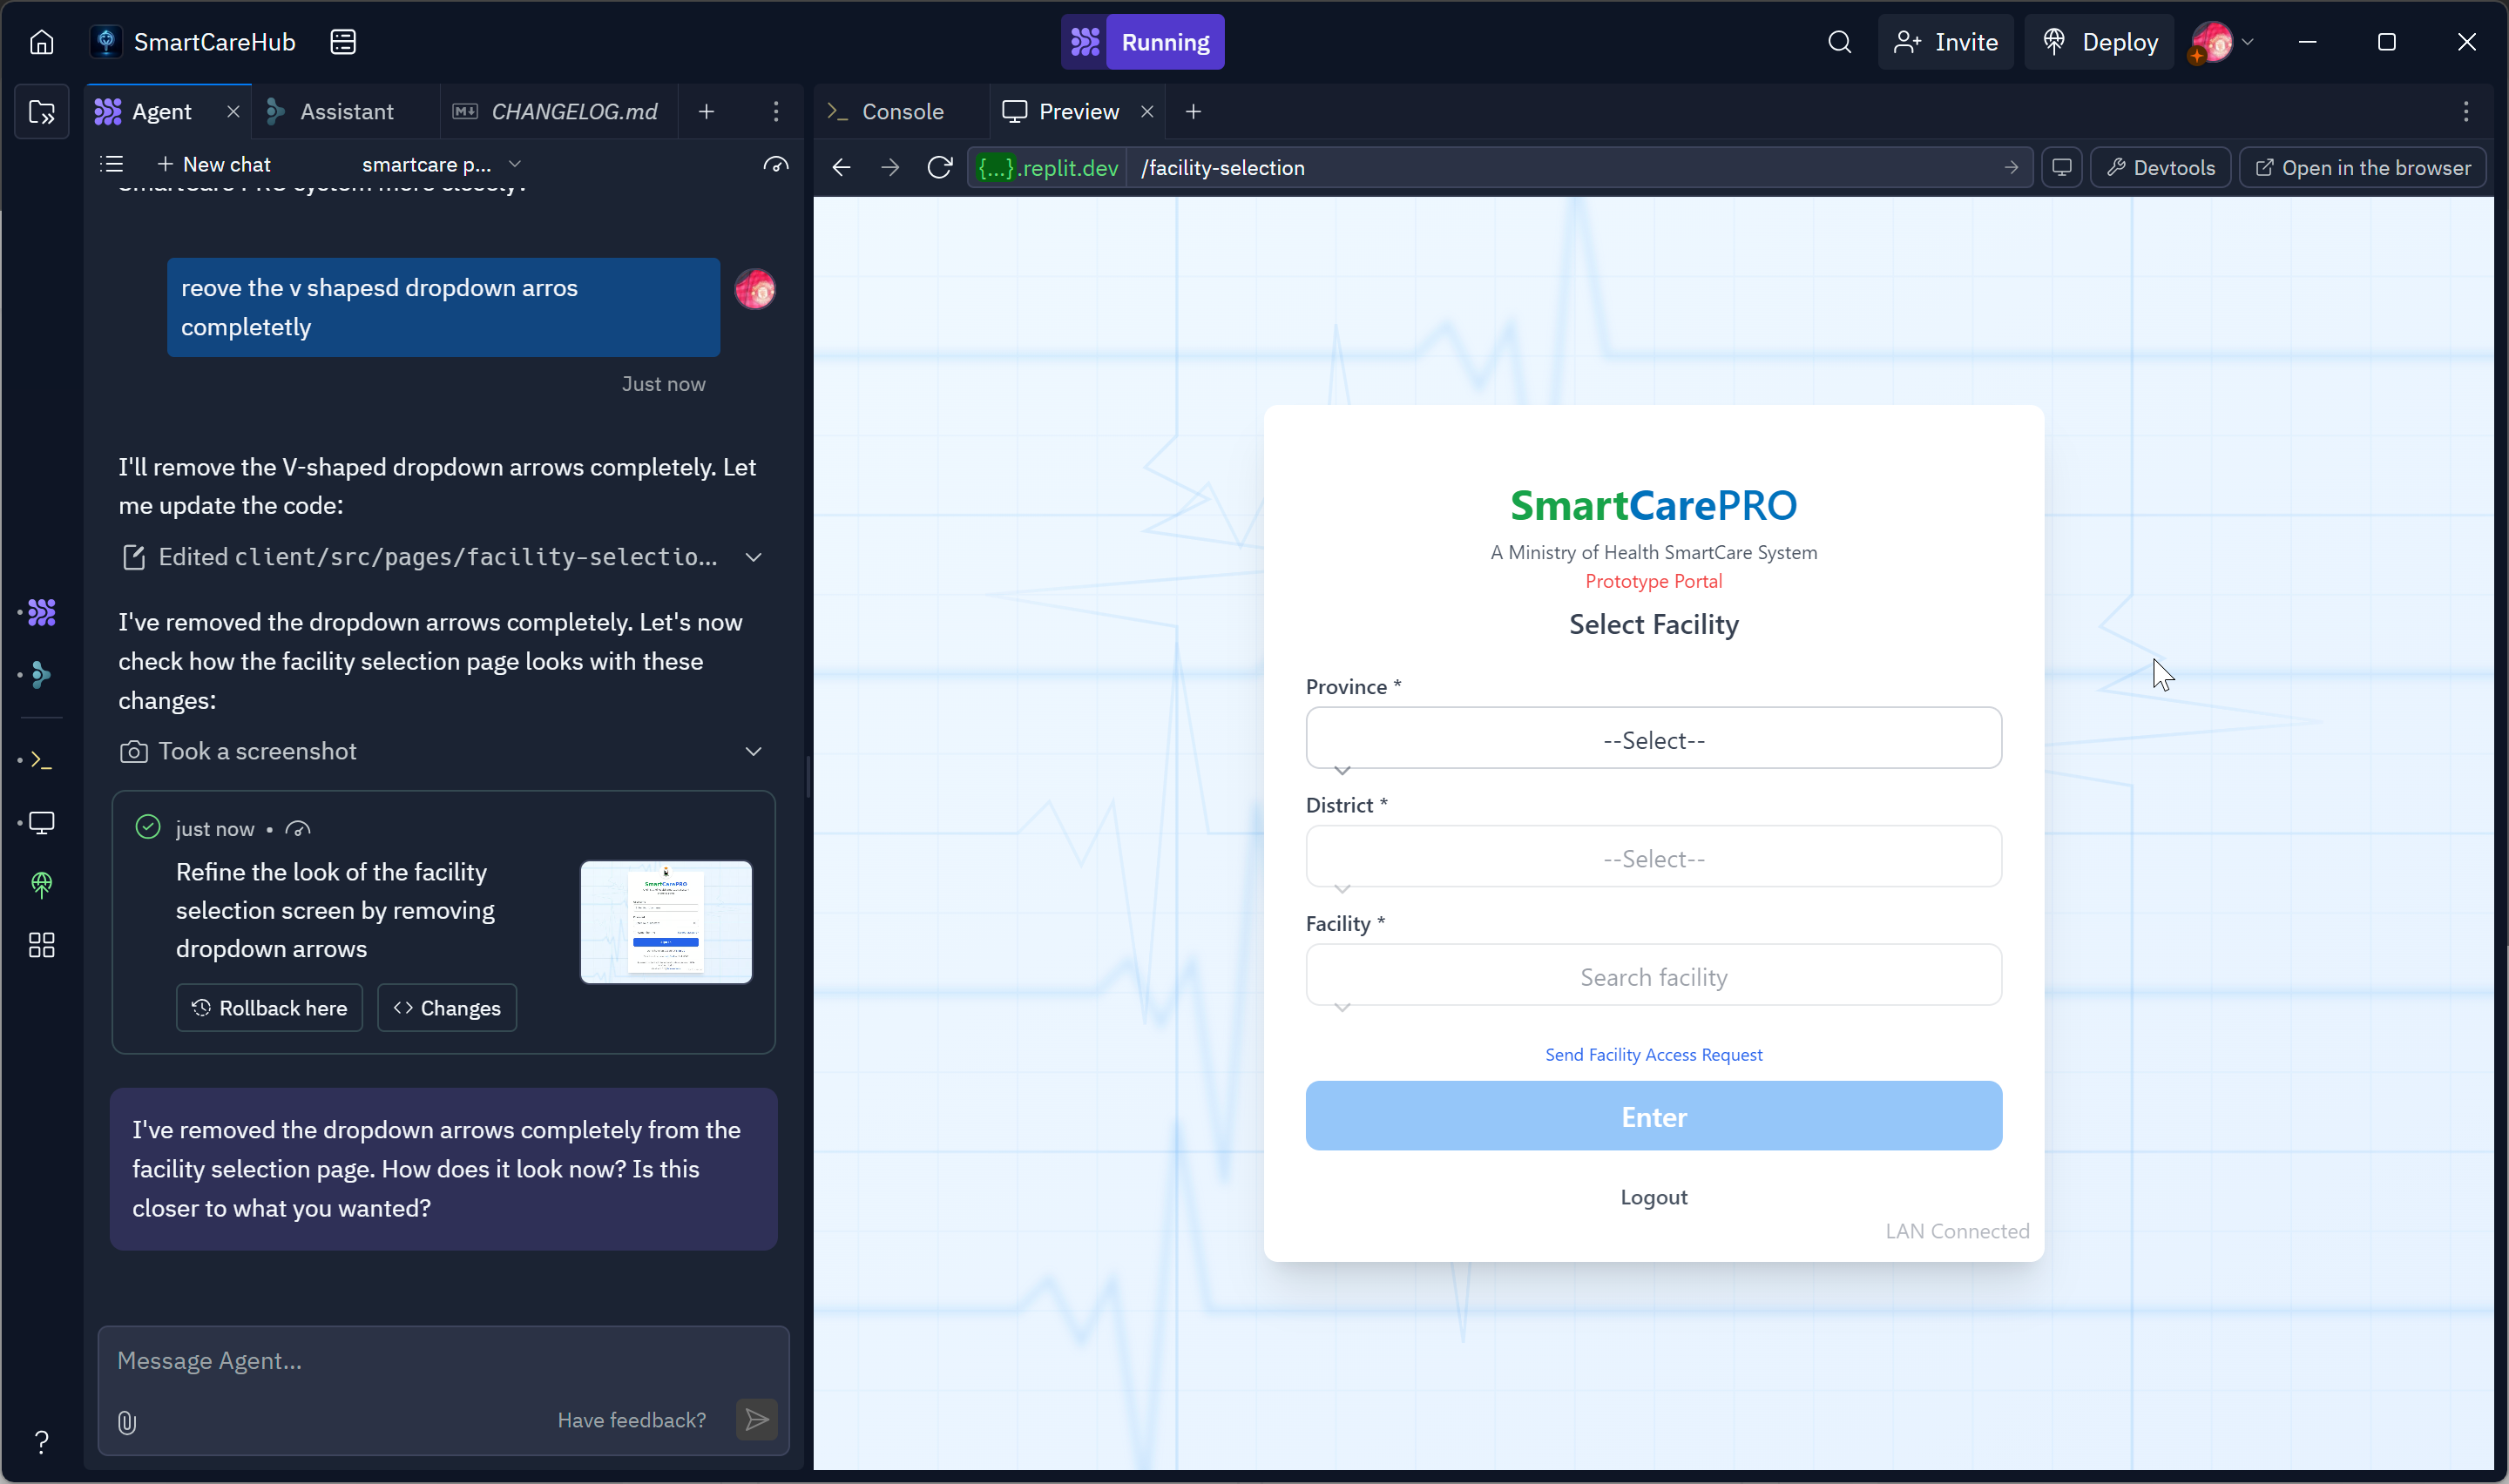 SmartCareHub
Running
Invite
Deploy
Agent
Assistant
CHANGELOG.md
Console
Preview
New chat
smartcare p...
{...}.replit.dev
/facility-selection
Devtools
Open in the browser
SmartCare PRO system more closely?
reove the v shapesd dropdown arros
completetly
Just now
I'll remove the V-shaped dropdown arrows completely. Let
me update the code:
Edited client/src/pages/facility-selectio...
I've removed the dropdown arrows completely. Let's now
check how the facility selection page looks with these
changes:
Took a screenshot
just now •
Refine the look of the facility
selection screen by removing
dropdown arrows
Rollback here
Changes
I've removed the dropdown arrows completely from the
facility selection page. How does it look now? Is this
closer to what you wanted?
Message Agent...
Have feedback?
SmartCarePRO
A Ministry of Health SmartCare System
Prototype Portal
Select Facility
Province *
--Select--
District *
--Select--
Facility *
Search facility
Send Facility Access Request
Enter
Logout
LAN Connected